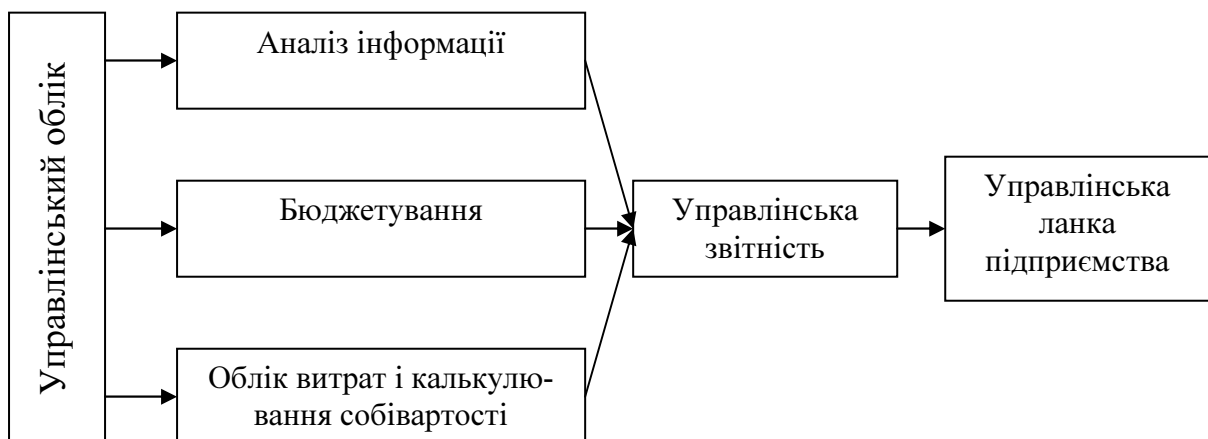 Управлінський облік
Аналіз інформації
Бюджетування
Облік витрат і калькулю-
вання собівартості
Управлінська
звітність
Управлінська
ланка
підприємства